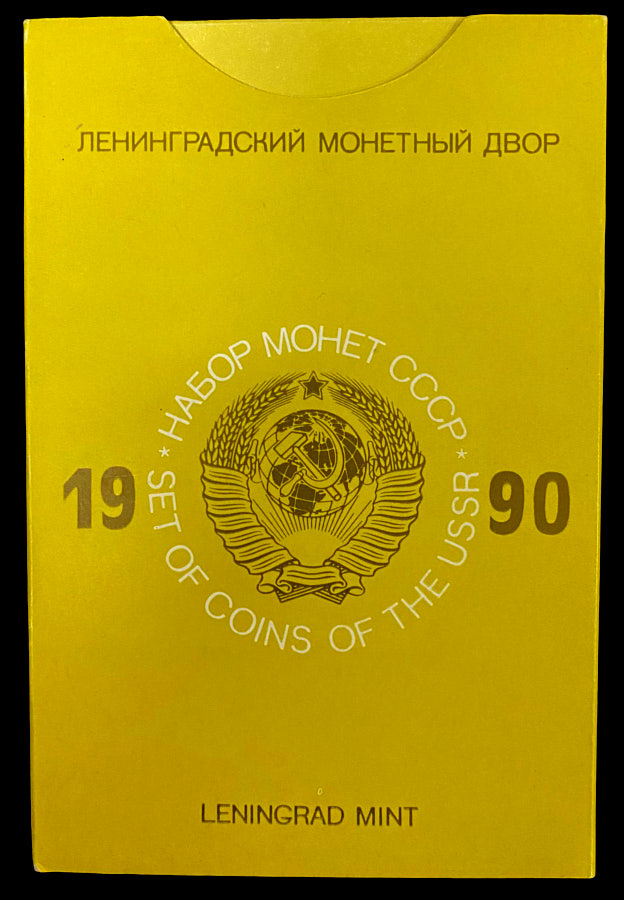 ЛЕНИНГРАДСКИЙ МОНЕТНЫЙ ДВОР
* НАБОР МОНЕТ СССР *
19 90
SET OF COINS OF THE USSR
LENINGRAD MINT